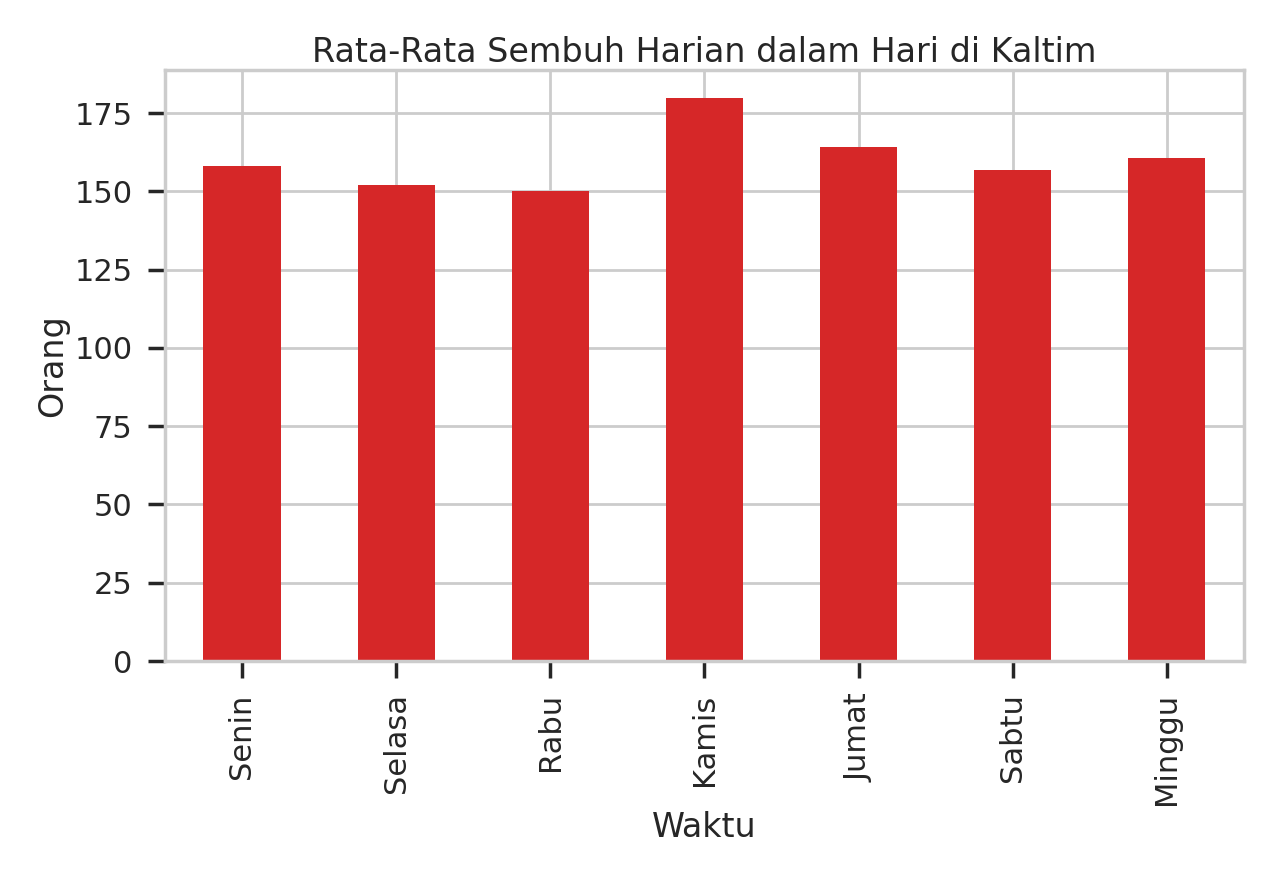 Rata-Rata Sembuh Harian dalam Hari di Kaltim
Orang
175
150
125
100
75
50
25
0
Senin
Selasa
Rabu
Kamis
Jumat
Sabtu
Minggu
Waktu